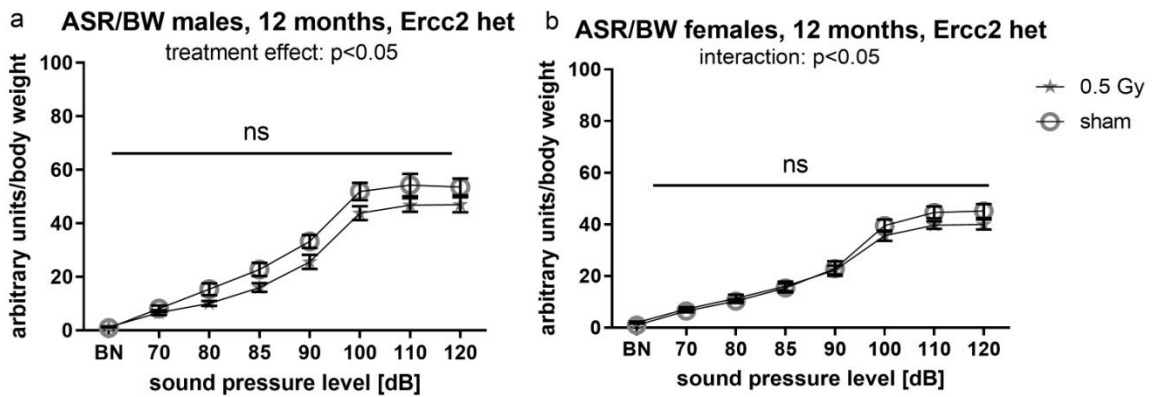 a
ASR/BW males, 12 months, Ercc2 het
treatment effect: p<0.05
arbitrary units/body weight
100
80
60
40
20
0
ns
BN 70 80 85 90 100 110 120
sound pressure level [dB]
b
ASR/BW females, 12 months, Ercc2 het
interaction: p<0.05
arbitrary units/body weight
100
80
60
40
20
0
ns
BN 70 80 85 90 100 110 120
sound pressure level [dB]
0.5 Gy
sham